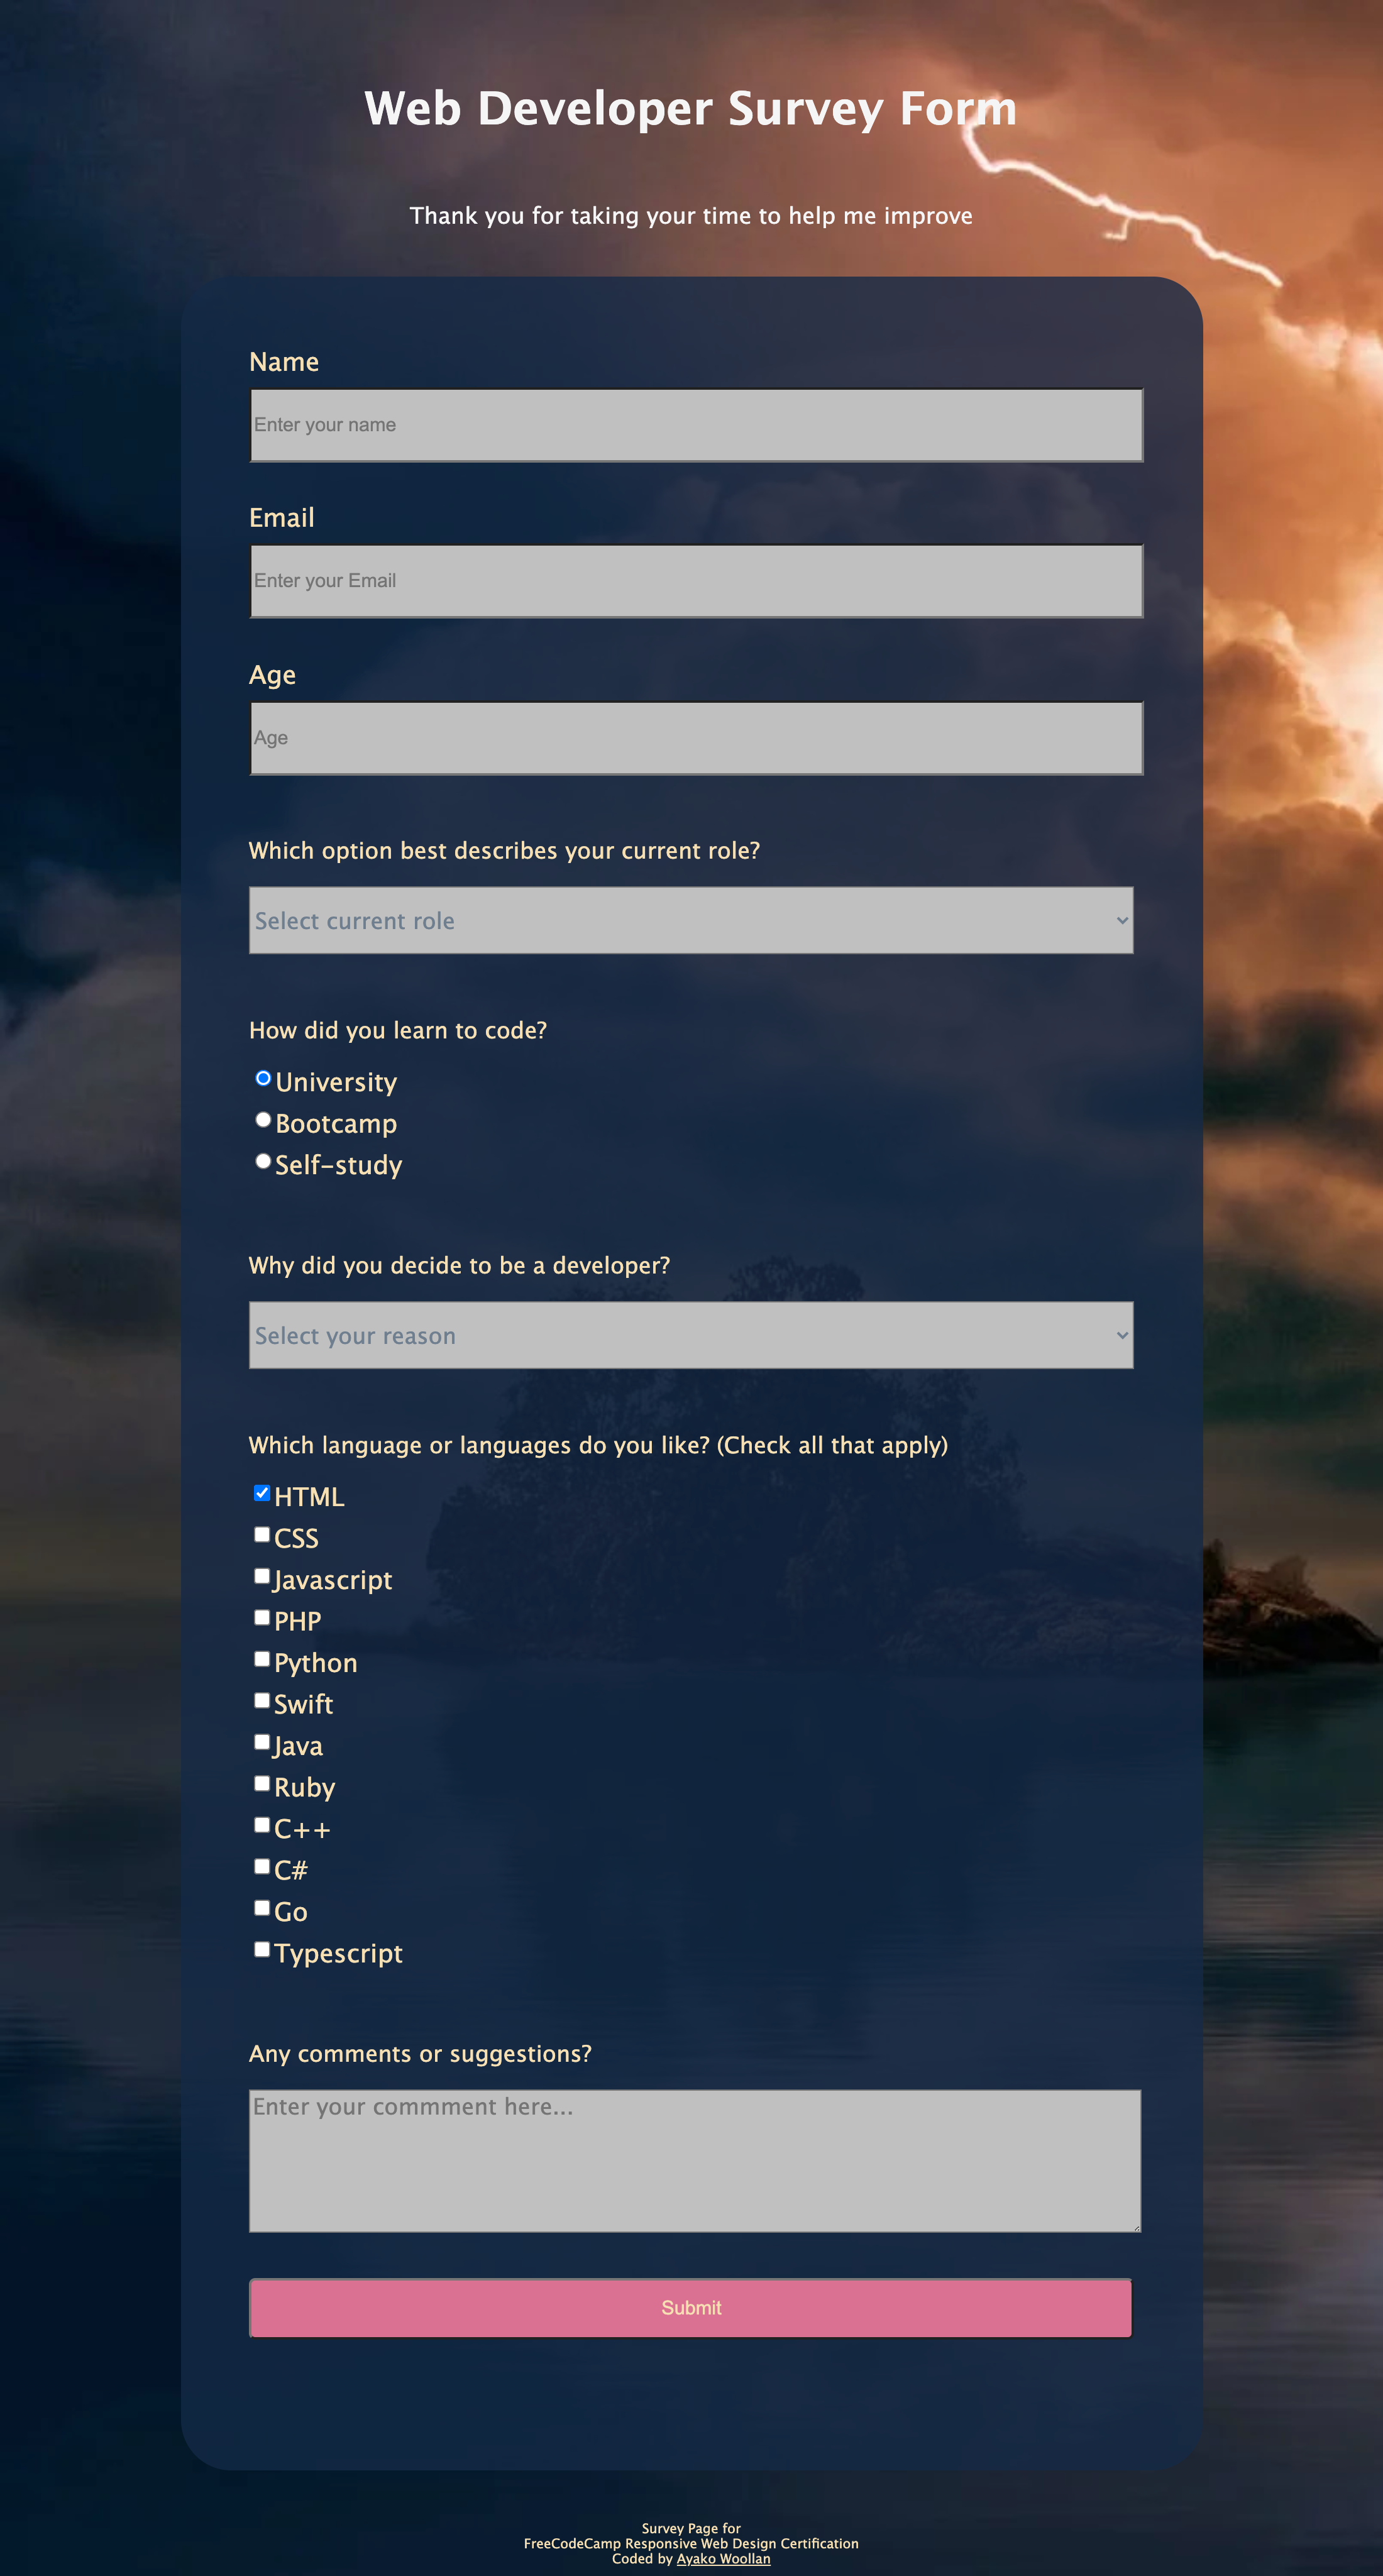 Web Developer Survey Form
Thank you for taking your time to help me improve
Name
Enter your name
Email
Enter your Email
Age
Age
Which option best describes your current role?
Select current role
How did you learn to code?
University
Bootcamp
Self-study
Why did you decide to be a developer?
Select your reason
Which language or languages do you like? (Check all that apply)
HTML
CSS
Javascript
PHP
Python
Swift
Java
Ruby
C++
C#
Go
Typescript
Any comments or suggestions?
Enter your commment here...
Submit
Survey Page for
FreeCodeCamp Responsive Web Design Certification
Coded by Ayako Woollan